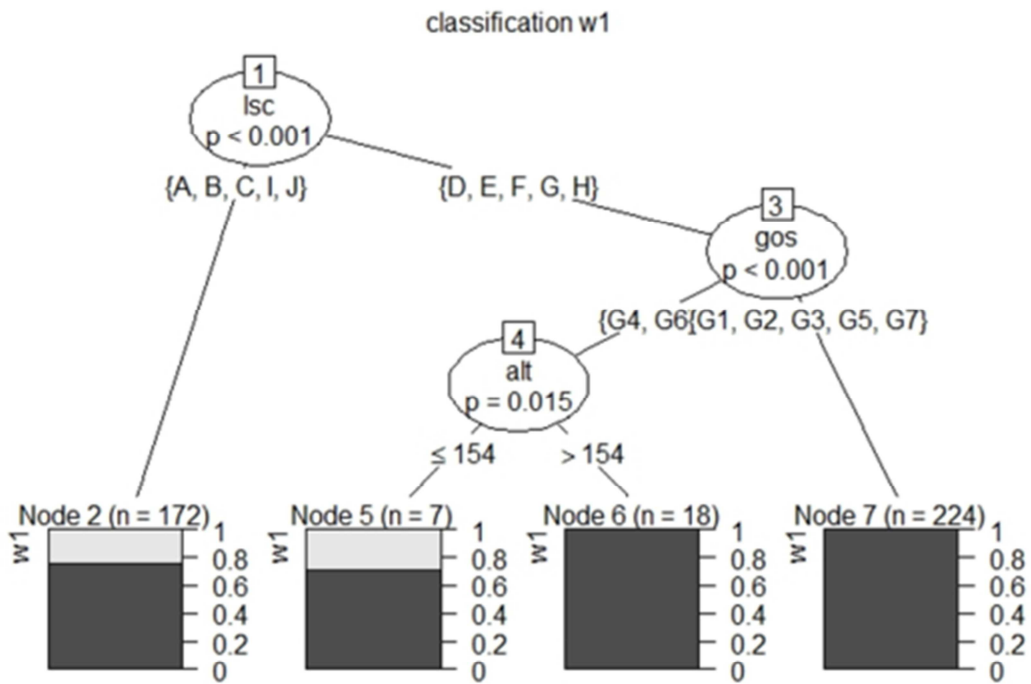 classification w1
1
lsc
p < 0.001
{A, B, C, I, J}
{D, E, F, G, H}
3
gos
p < 0.001
{G4, G6{G1, G2, G3, G5, G7}
4
alt
p = 0.015
≤ 154
> 154
Node 2 (n = 172)
w1
1
0.8
0.6
0.4
0.2
0
Node 5 (n = 7)
w1
1
0.8
0.6
0.4
0.2
0
Node 6 (n = 18)
w1
1
0.8
0.6
0.4
0.2
0
Node 7 (n = 224)
w1
1
0.8
0.6
0.4
0.2
0